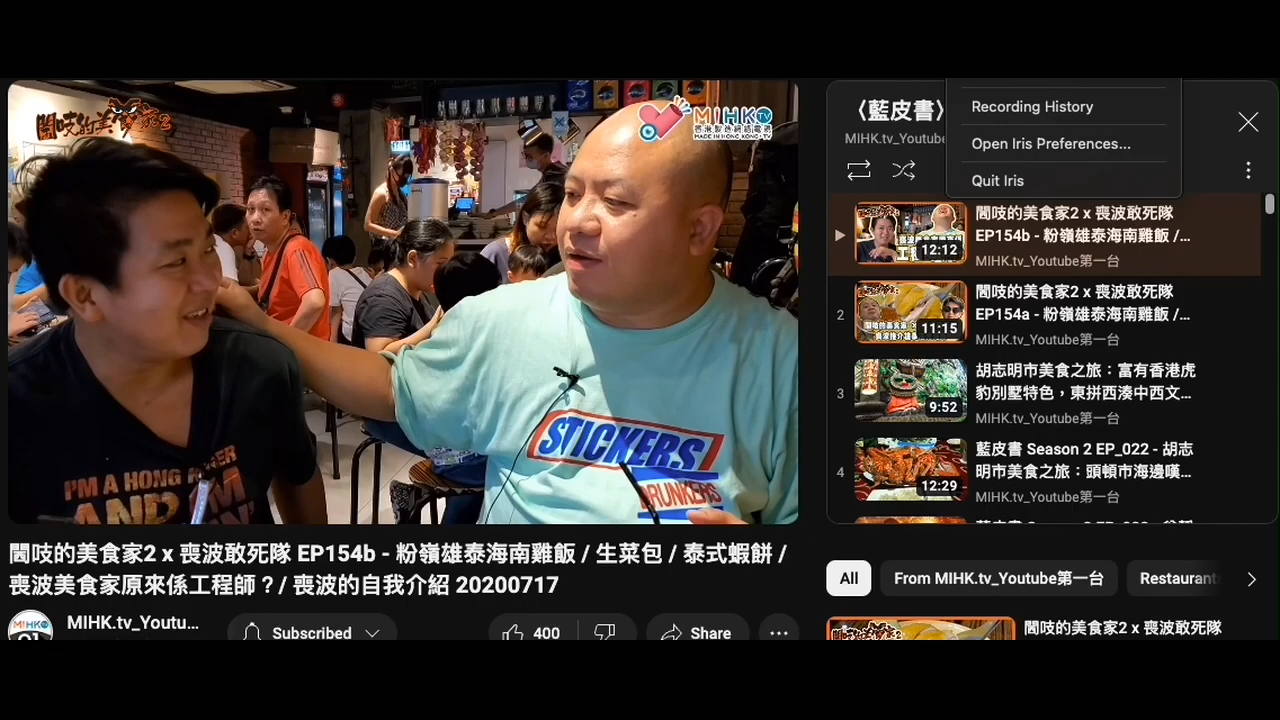 闔吱的美食家2
MIHK TV
香港製造網路電視
MADE IN HONG KONG . TV
I'M A HONG
AND
STICKERS
DRUNKERS
闔吱的美食家2 x 喪波敢死隊 EP154b - 粉嶺雄泰海南雞飯 / 生菜包 / 泰式蝦餅 /
喪波美食家原來係工程師 ? / 喪波的自我介紹 20200717
MIHK.tv_Youtu...
Subscribed
400
Share
〈藍皮書〉
MIHK.tv_Youtube
Recording History
Open Iris Preferences...
Quit Iris
12:12
闔吱的美食家2 x 喪波敢死隊
EP154b - 粉嶺雄泰海南雞飯 /...
MIHK.tv_Youtube第一台
2
11:15
闔吱的美食家2 x 喪波敢死隊
EP154a - 粉嶺雄泰海南雞飯 /...
MIHK.tv_Youtube第一台
3
9:52
胡志明市美食之旅：富有香港虎
豹別墅特色，東拼西湊中西文...
MIHK.tv_Youtube第一台
4
12:29
藍皮書 Season 2 EP_022 - 胡志
明市美食之旅：頭頓市海邊嘆...
MIHK.tv_Youtube第一台
All
From MIHK.tv_Youtube第一台
Restaurant
闔吱的美食家2 x 喪波敢死隊